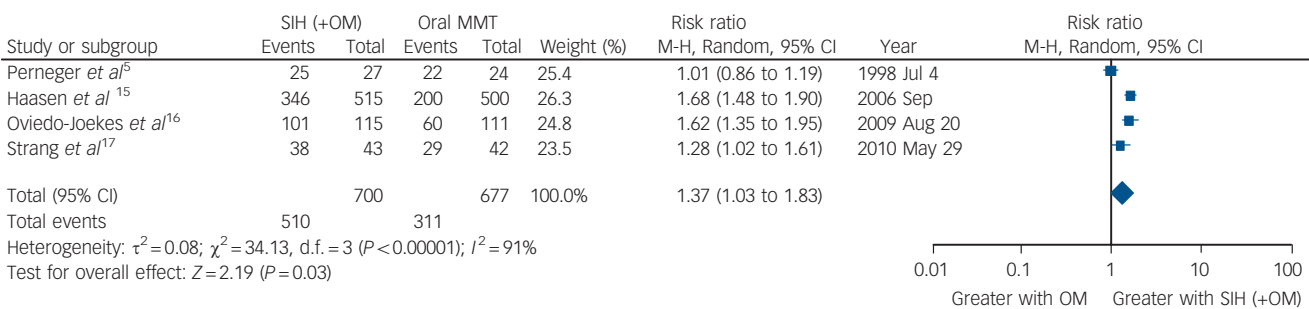 SIH (+OM) Oral MMT Risk ratio Risk ratio
Study or subgroup Events Total Events Total Weight (%) M-H, Random, 95% CI Year M-H, Random, 95% CI
Perneger et al5 25 27 22 24 25.4 1.01 (0.86 to 1.19) 1998 Jul 4
Haasen et al 15 346 515 200 500 26.3 1.68 (1.48 to 1.90) 2006 Sep
Oviedo-Joekes et al16 101 115 60 111 24.8 1.62 (1.35 to 1.95) 2009 Aug 20
Strang et al17 38 43 29 42 23.5 1.28 (1.02 to 1.61) 2010 May 29
Total (95% CI) 700 677 100.0% 1.37 (1.03 to 1.83)
Total events 510 311
Heterogeneity: τ2=0.08; χ2=34.13, d.f.=3 (P<0.00001); I2=91%
Test for overall effect: Z=2.19 (P=0.03)
0.01 0.1 1 10 100
Greater with OM Greater with SIH (+OM)